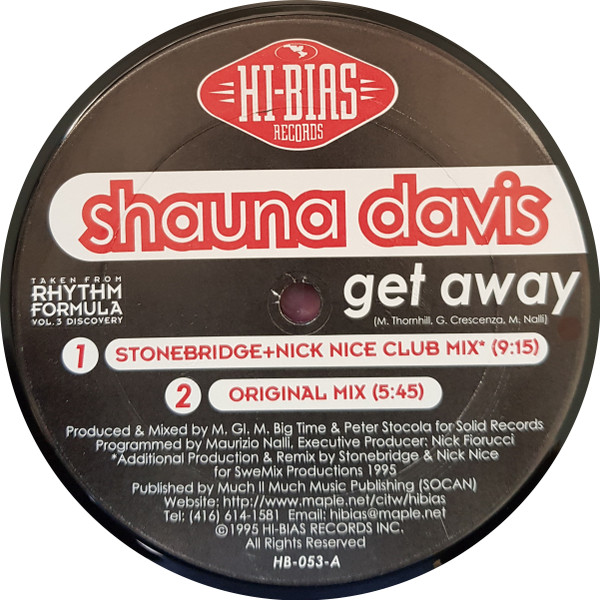 HI-BIAS
RECORDS
shauna davis
TAKEN FROM
RHYTHM
FORMULA
VOL. 3 DISCOVERY
get away
(M. Thornhill, G. Crescenza, M. Nalli)
1 STONEBRIDGE+NICK NICE CLUB MIX* (9:15)
2 ORIGINAL MIX (5:45)
Produced & Mixed by M. GI. M. Big Time & Peter Stocola for Solid Records
Programmed by Maurizio Nalli, Executive Producer: Nick Fiorucci
*Additional Production & Remix by Stonebridge & Nick Nice
for SweMix Productions 1995
Published by Much II Much Music Publishing (SOCAN)
Website: http://www.maple.net/citw/hibias
Tel: (416) 614-1581 Email: hibias@maple.net
©1995 HI-BIAS RECORDS INC.
All Rights Reserved
HB-053-A